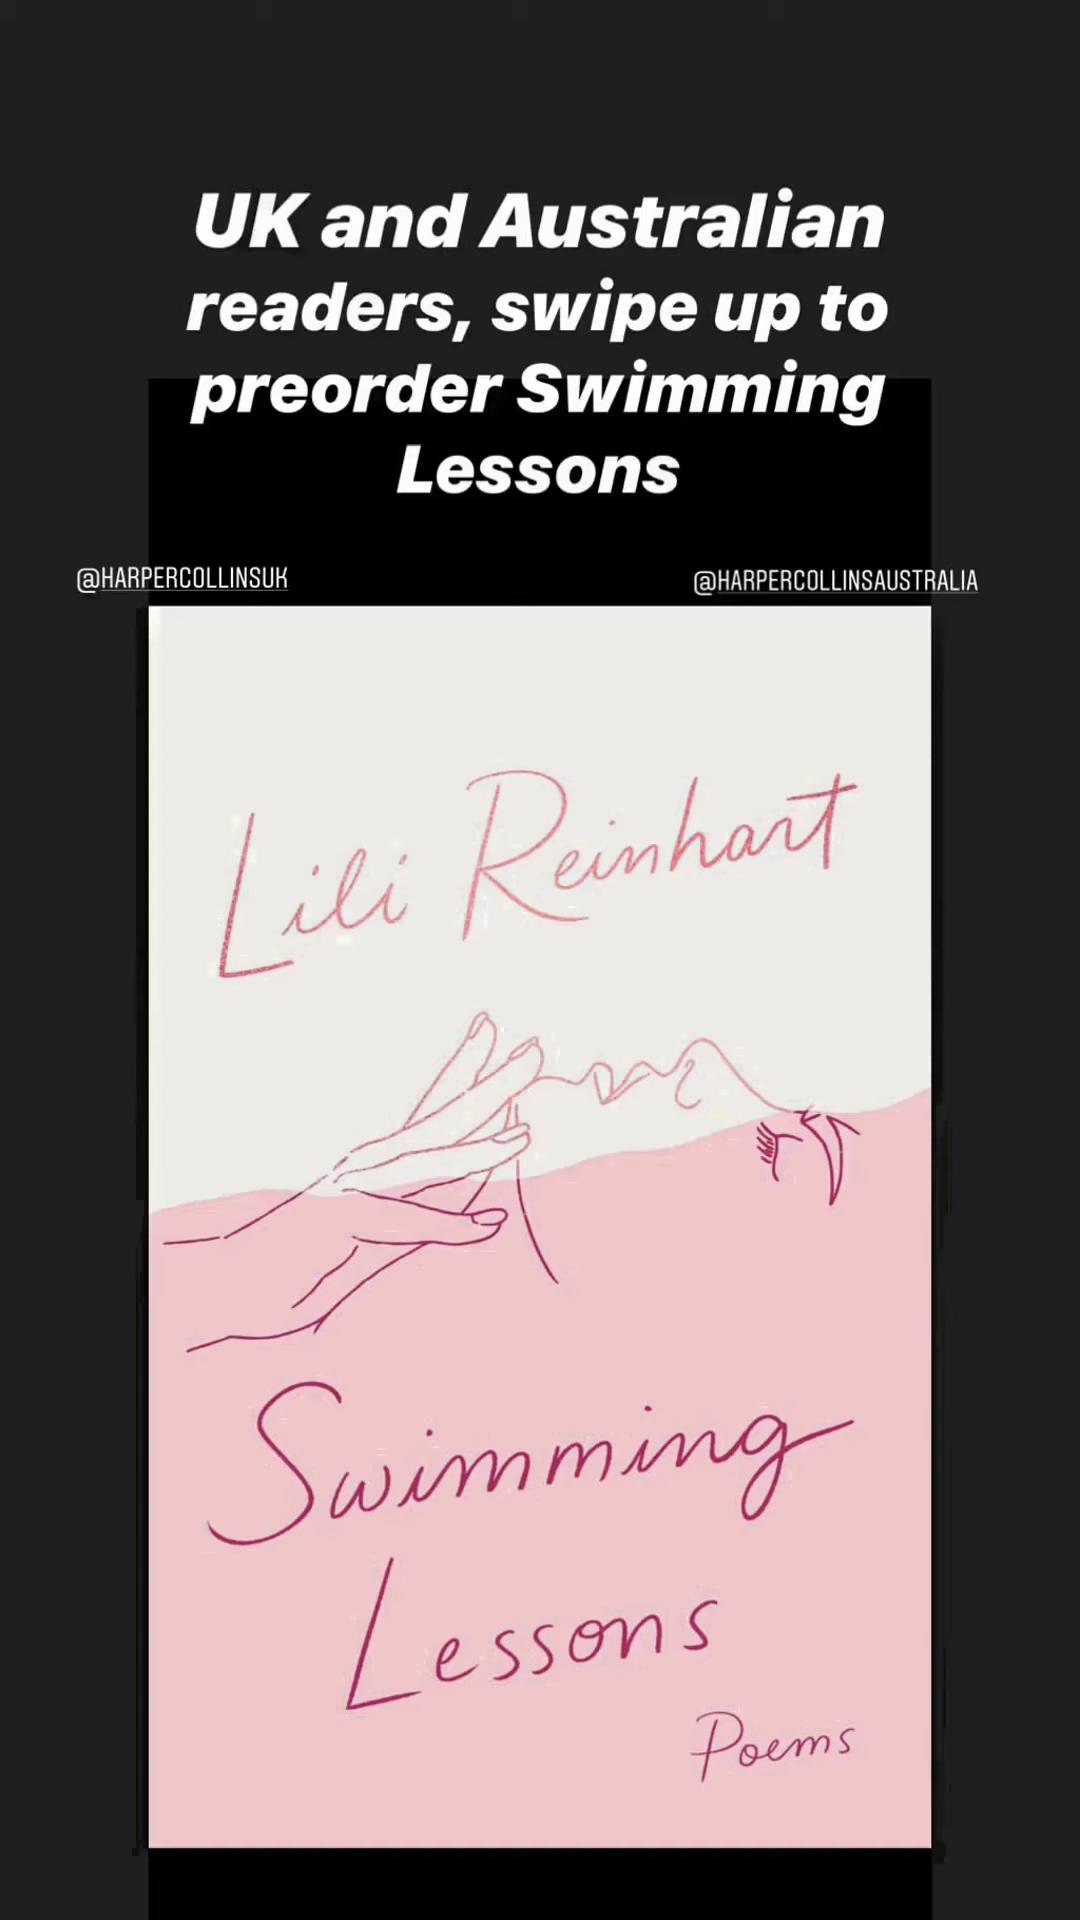 UK and Australian
readers, swipe up to
preorder Swimming
Lessons
@HARPERCOLLINSUK
@HARPERCOLLINSAUSTRALIA
Lili Reinhart
Swimming
Lessons
Poems